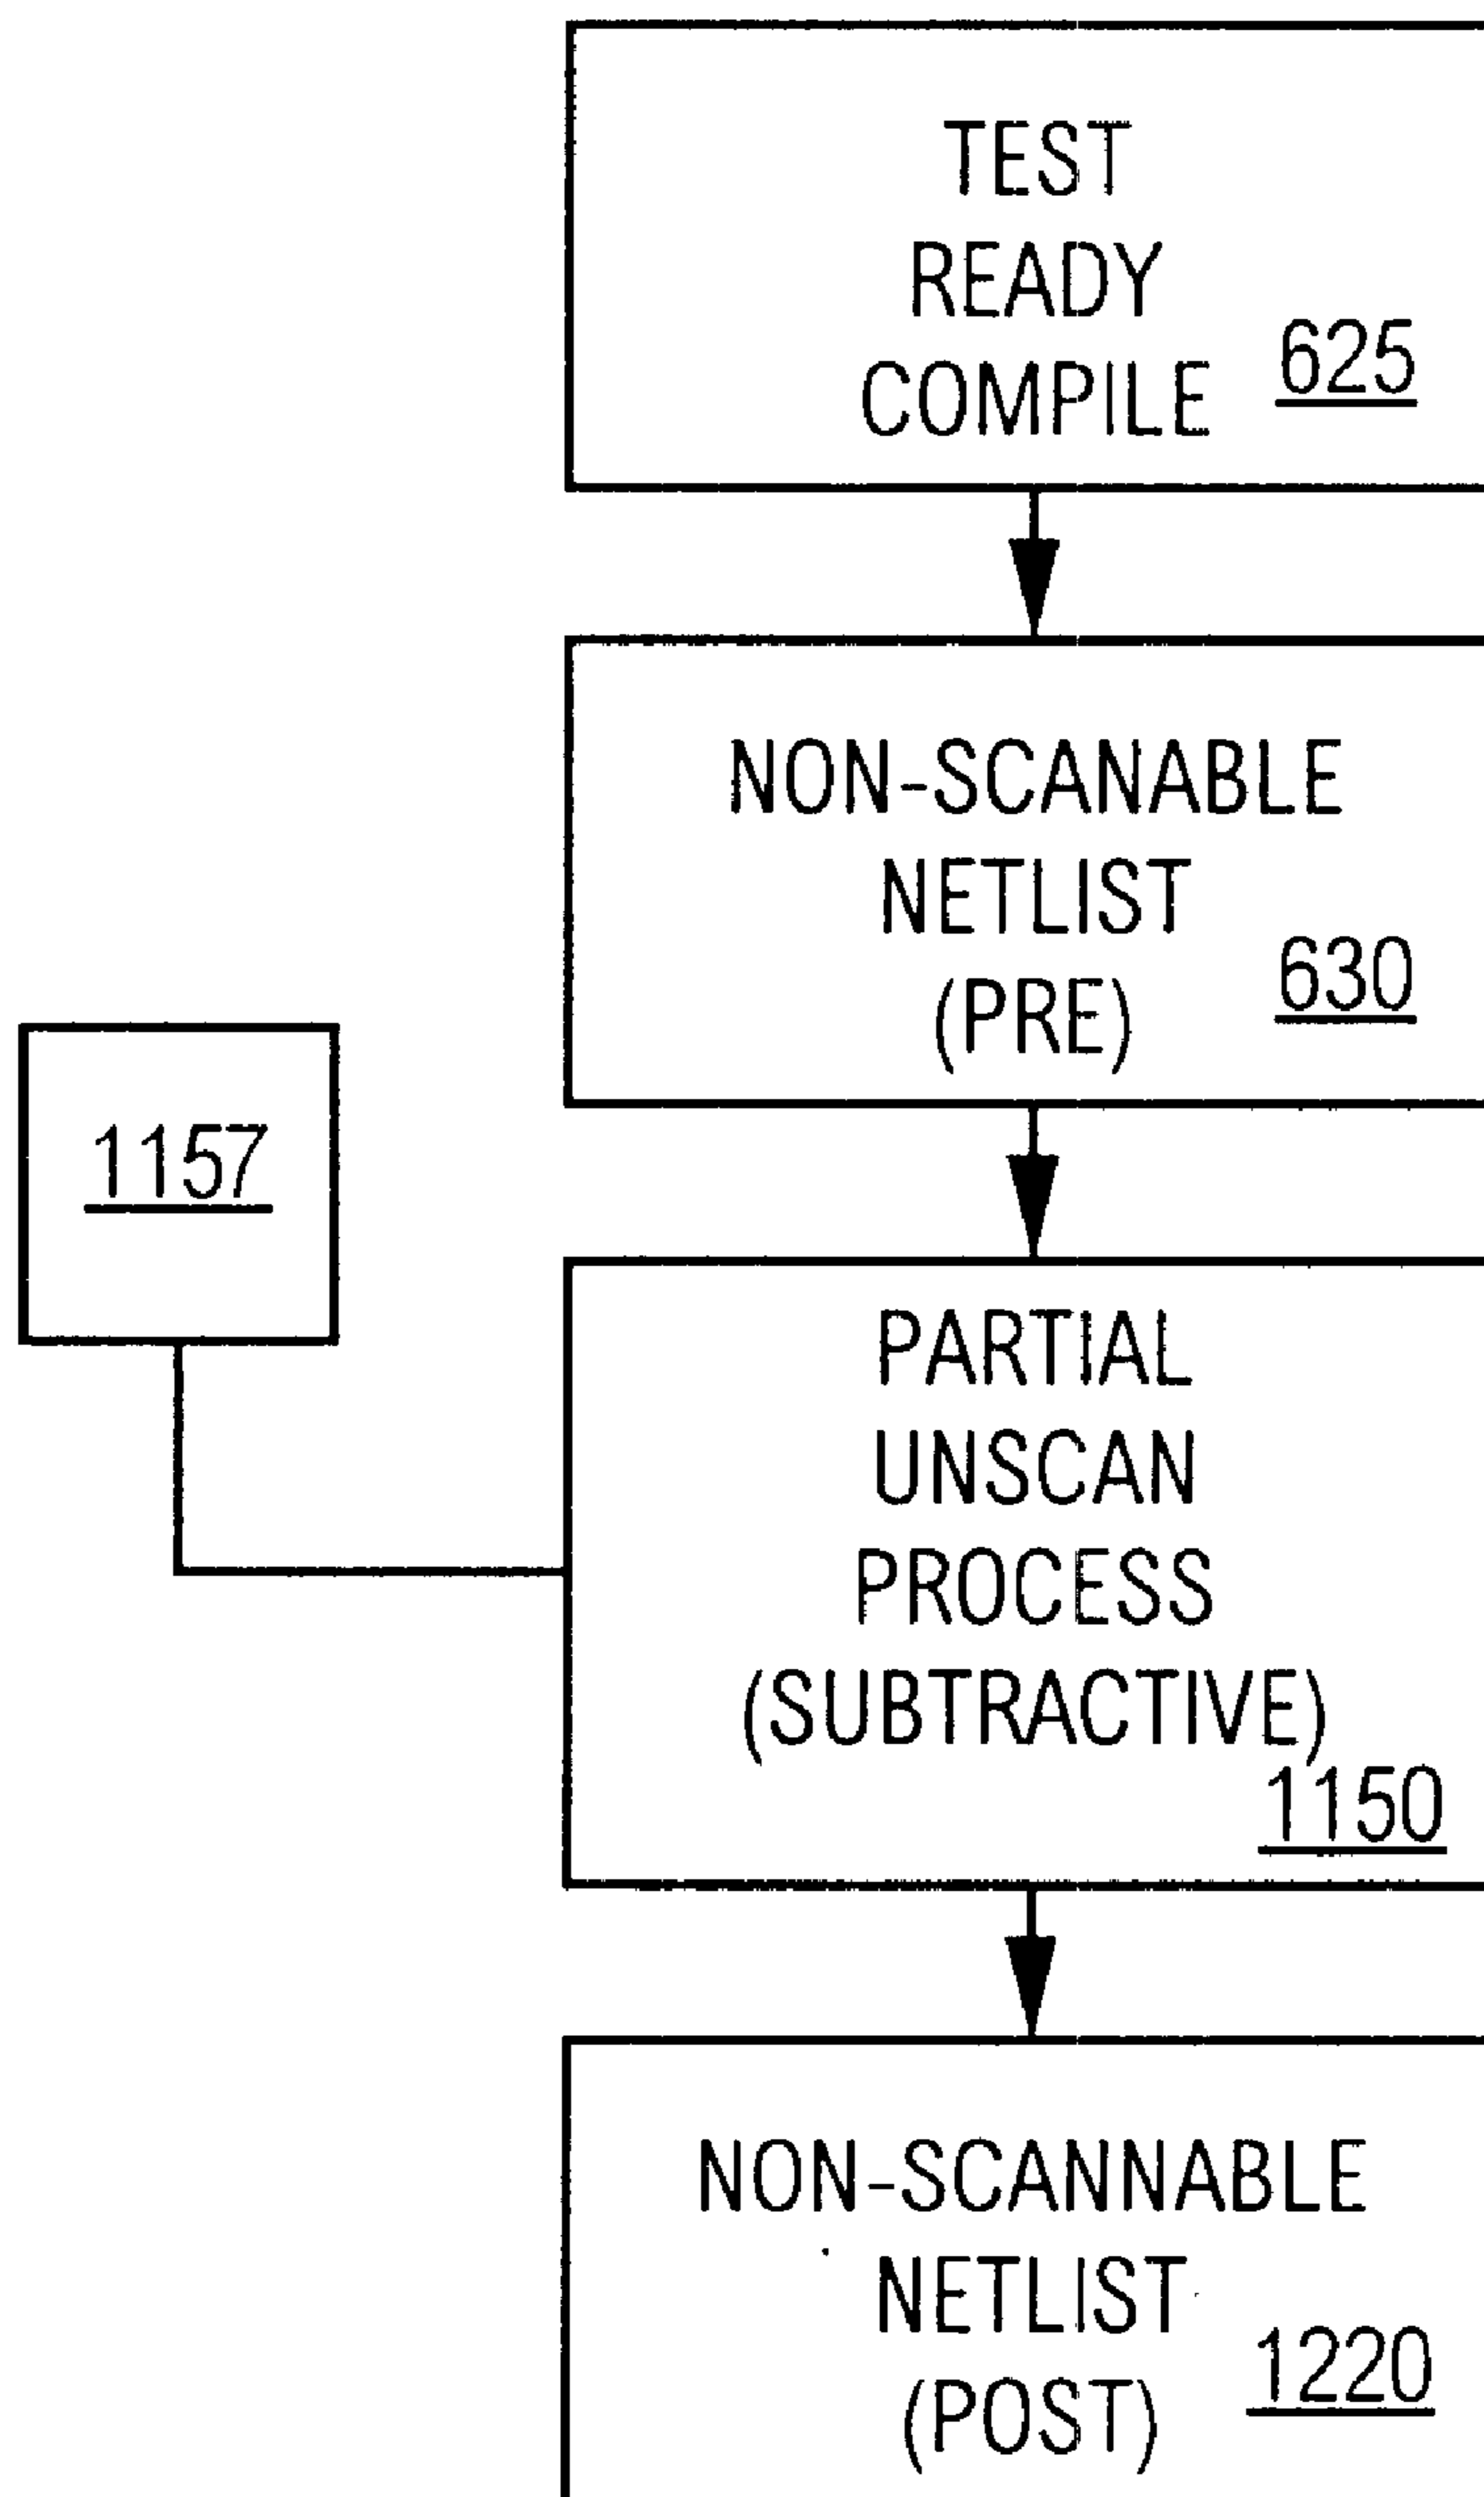 TEST
READY
COMPILE
625
NON-SCANABLE
NETLIST
(PRE)
630
1157
PARTIAL
UNSCAN
PROCESS
(SUBTRACTIVE)
1150
NON-SCANNABLE
NETLIST
(POST)
1220